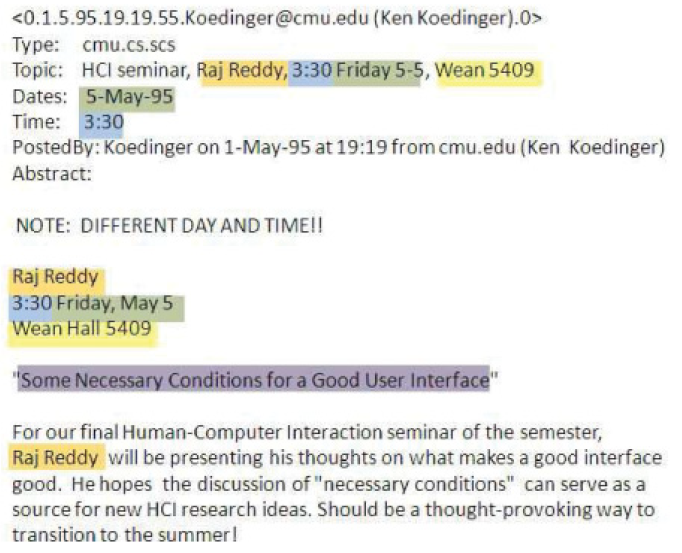 <0.1.5.95.19.19.55.Koedinger@cmu.edu (Ken Koedinger).0>
Type: cmu.cs.scs
Topic: HCI seminar, Raj Reddy, 3:30 Friday 5-5, Wean 5409
Dates: 5-May-95
Time: 3:30
PostedBy: Koedinger on 1-May-95 at 19:19 from cmu.edu (Ken Koedinger)
Abstract:
NOTE: DIFFERENT DAY AND TIME!!
Raj Reddy
3:30 Friday, May 5
Wean Hall 5409
"Some Necessary Conditions for a Good User Interface"
For our final Human-Computer Interaction seminar of the semester,
Raj Reddy will be presenting his thoughts on what makes a good interface
good. He hopes the discussion of "necessary conditions" can serve as a
source for new HCI research ideas. Should be a thought-provoking way to
transition to the summer!